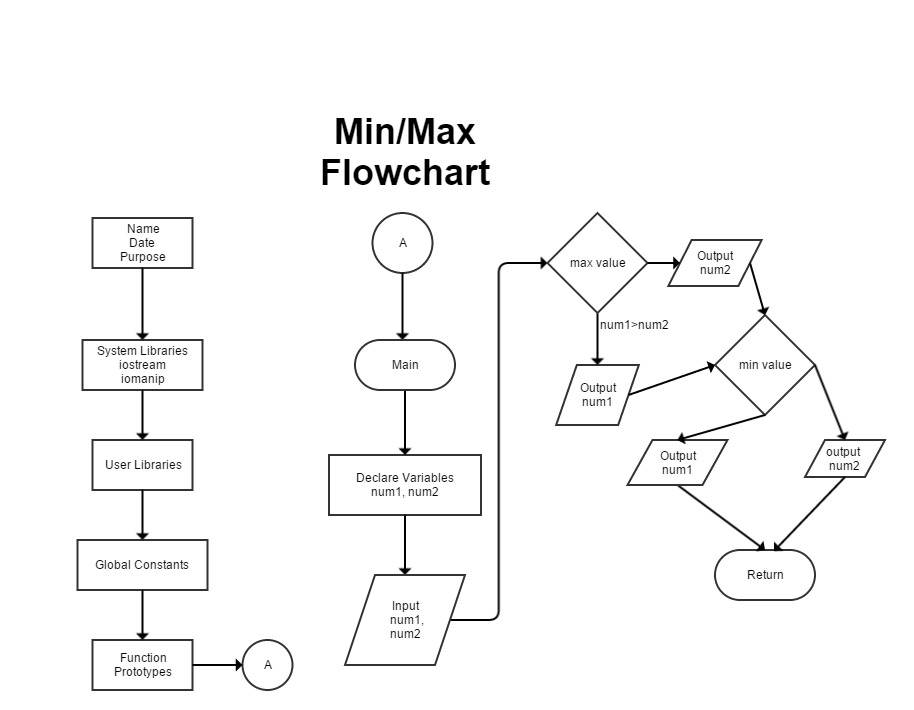 Min/Max
Flowchart
Name
Date
Purpose
System Libraries
iostream
iomanip
User Libraries
Global Constants
Function
Prototypes
A
A
Main
Declare Variables
num1, num2
Input
num1,
num2
max value
Output
num2
num1>num2
Output
num1
min value
Output
num1
output
num2
Return